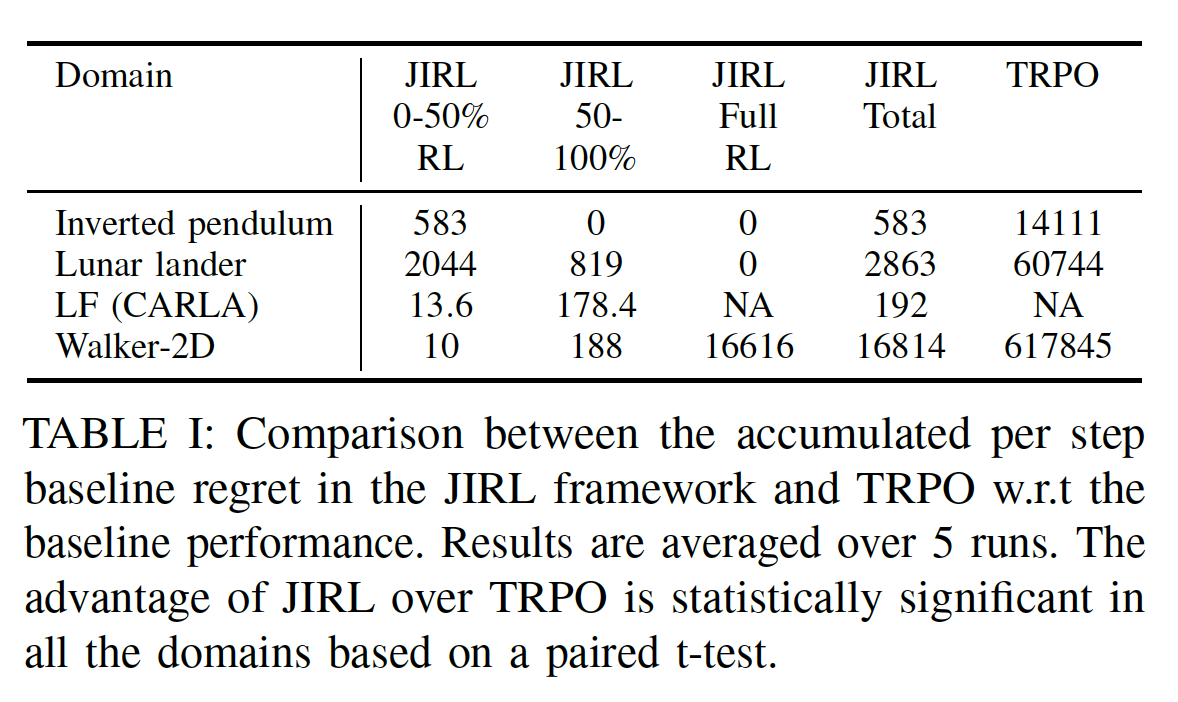 Domain JIRL JIRL JIRL JIRL TRPO
0-50% 50- Full Total
RL 100% RL
Inverted pendulum 583 0 0 583 14111
Lunar lander 2044 819 0 2863 60744
LF (CARLA) 13.6 178.4 NA 192 NA
Walker-2D 10 188 16616 16814 617845
TABLE I: Comparison between the accumulated per step
baseline regret in the JIRL framework and TRPO w.r.t the
baseline performance. Results are averaged over 5 runs. The
advantage of JIRL over TRPO is statistically significant in
all the domains based on a paired t-test.